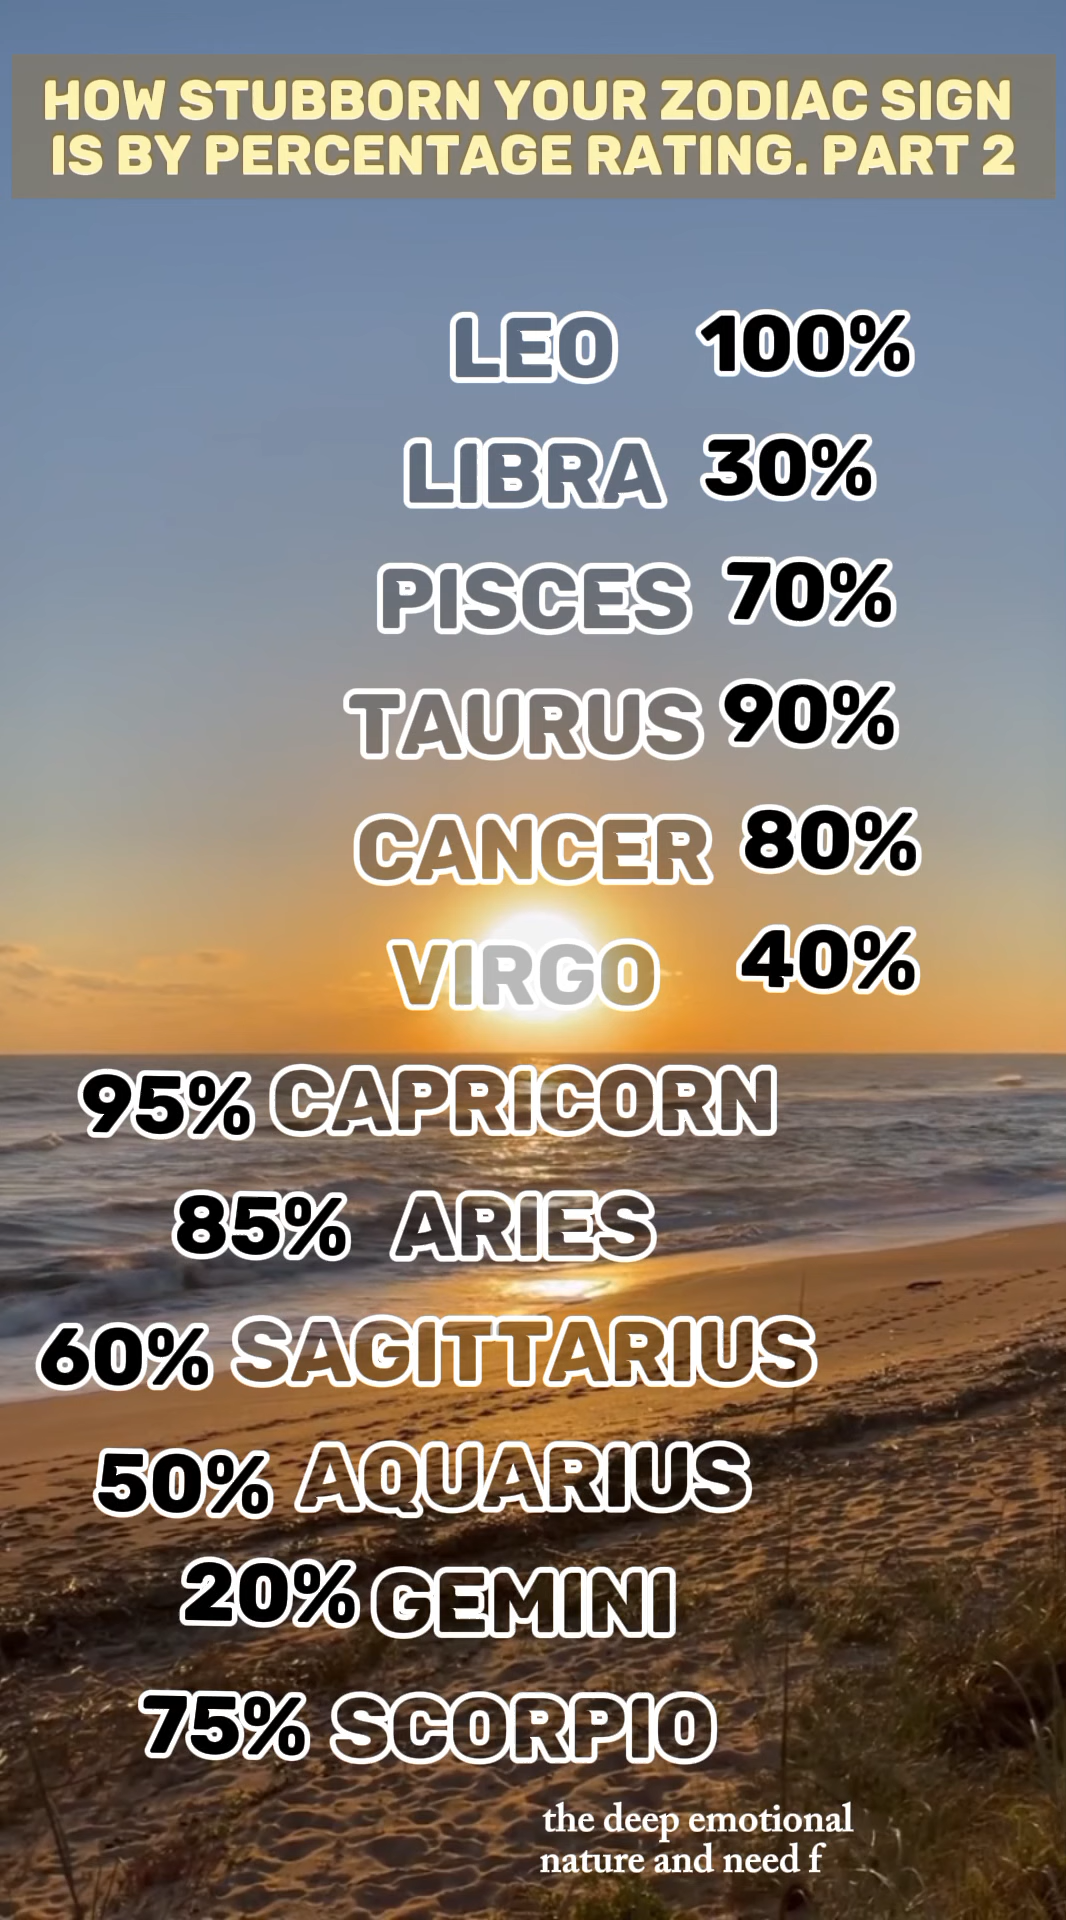 HOW STUBBORN YOUR ZODIAC SIGN
IS BY PERCENTAGE RATING. PART 2
LEO 100%
LIBRA 30%
PISCES 70%
TAURUS 90%
CANCER 80%
VIRGO 40%
95% CAPRICORN
85% ARIES
60% SAGITTARIUS
50% AQUARIUS
20% GEMINI
75% SCORPIO
the deep emotional
nature and need f